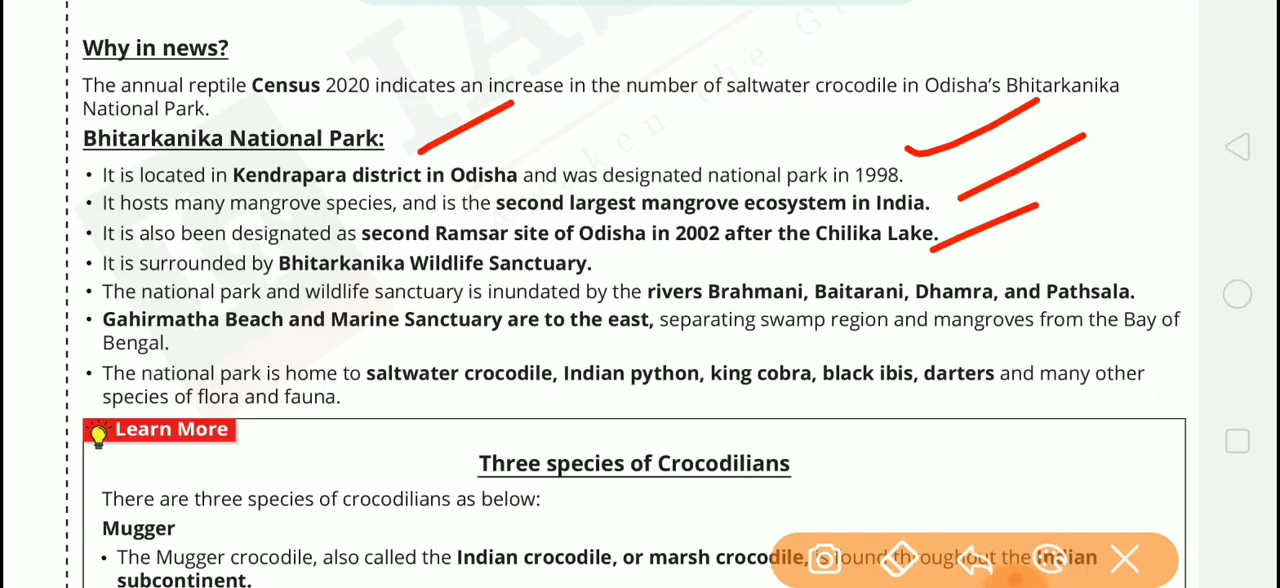 Why in news?
The annual reptile Census 2020 indicates an increase in the number of saltwater crocodile in Odisha's Bhitarkanika
National Park.
Bhitarkanika National Park:
• It is located in Kendrapara district in Odisha and was designated national park in 1998.
• It hosts many mangrove species, and is the second largest mangrove ecosystem in India.
• It is also been designated as second Ramsar site of Odisha in 2002 after the Chilika Lake.
• It is surrounded by Bhitarkanika Wildlife Sanctuary.
• The national park and wildlife sanctuary is inundated by the rivers Brahmani, Baitarani, Dhamra, and Pathsala.
• Gahirmatha Beach and Marine Sanctuary are to the east, separating swamp region and mangroves from the Bay of
Bengal.
• The national park is home to saltwater crocodile, Indian python, king cobra, black ibis, darters and many other
species of flora and fauna.
Learn More
Three species of Crocodilians
There are three species of crocodilians as below:
Mugger
• The Mugger crocodile, also called the Indian crocodile, or marsh crocodile, is found throughout the Indian
subcontinent.